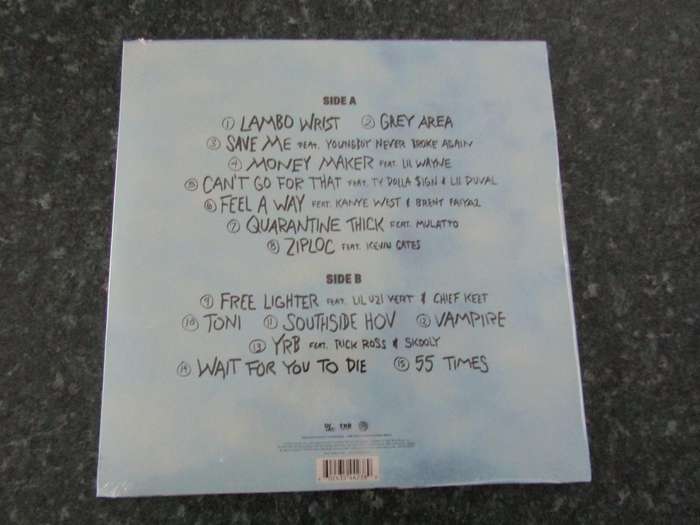 SIDE A
① LAMBO WRIST ② GREY AREA
③ SAVE ME FEAT. YOUNGBOY NEVER BROKE AGAIN
④ MONEY MAKER FEAT. LIL WAYNE
⑤ CAN'T GO FOR THAT FEAT. TY DOLLA $IGN & LIL DUVAL
⑥ FEEL A WAY FEAT. KANYE WEST & BRENT FAIYAZ
⑦ QUARANTINE THICK FEAT. MULATTO
⑧ ZIPLOC FEAT. KEVIN GATES
SIDE B
⑨ FREE LIGHTER FEAT. LIL UZI VERT & CHIEF KEEF
⑩ TONI ⑪ SOUTHSIDE HOV ⑫ VAMPIRE
⑬ YRB FEAT. RICK ROSS & SKOOLY
⑭ WAIT FOR YOU TO DIE ⑮ 55 TIMES